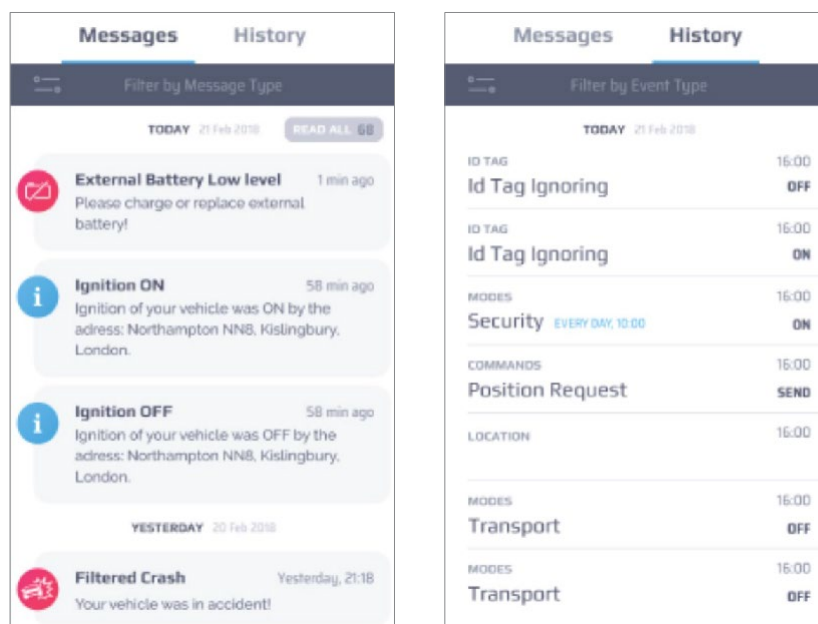 Messages History
Filter by Message Type
TODAY 21 Feb 2018 READ ALL 68
External Battery Low level 1 min ago
Please charge or replace external
battery!
Ignition ON 58 min ago
Ignition of your vehicle was ON by the
adress: Northampton NN8, Kislingbury,
London.
Ignition OFF 58 min ago
Ignition of your vehicle was OFF by the
adress: Northampton NN8, Kislingbury,
London.
YESTERDAY 20 Feb 2018
Filtered Crash Yesterday, 21:18
Your vehicle was in accident!
Messages History
Filter by Event Type
TODAY 21 Feb 2018
ID TAG 16:00
Id Tag Ignoring OFF
ID TAG 16:00
Id Tag Ignoring ON
MODES 16:00
Security EVERY DAY, 10:00 ON
COMMANDS 16:00
Position Request SEND
LOCATION 16:00
MODES 16:00
Transport OFF
MODES 16:00
Transport OFF